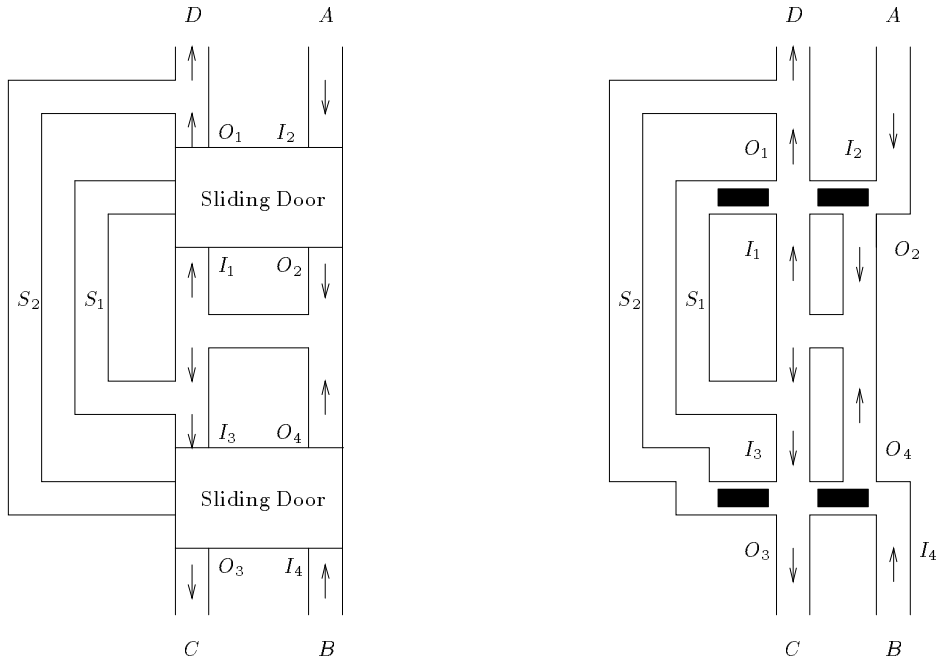 D A D A
O₁ I₂ O₁ I₂
Sliding Door
I₁ O₂ I₁ O₂
S₂ S₁ S₂ S₁
I₃ O₄ I₃ O₄
Sliding Door
O₃ I₄ O₃ I₄
C B C B